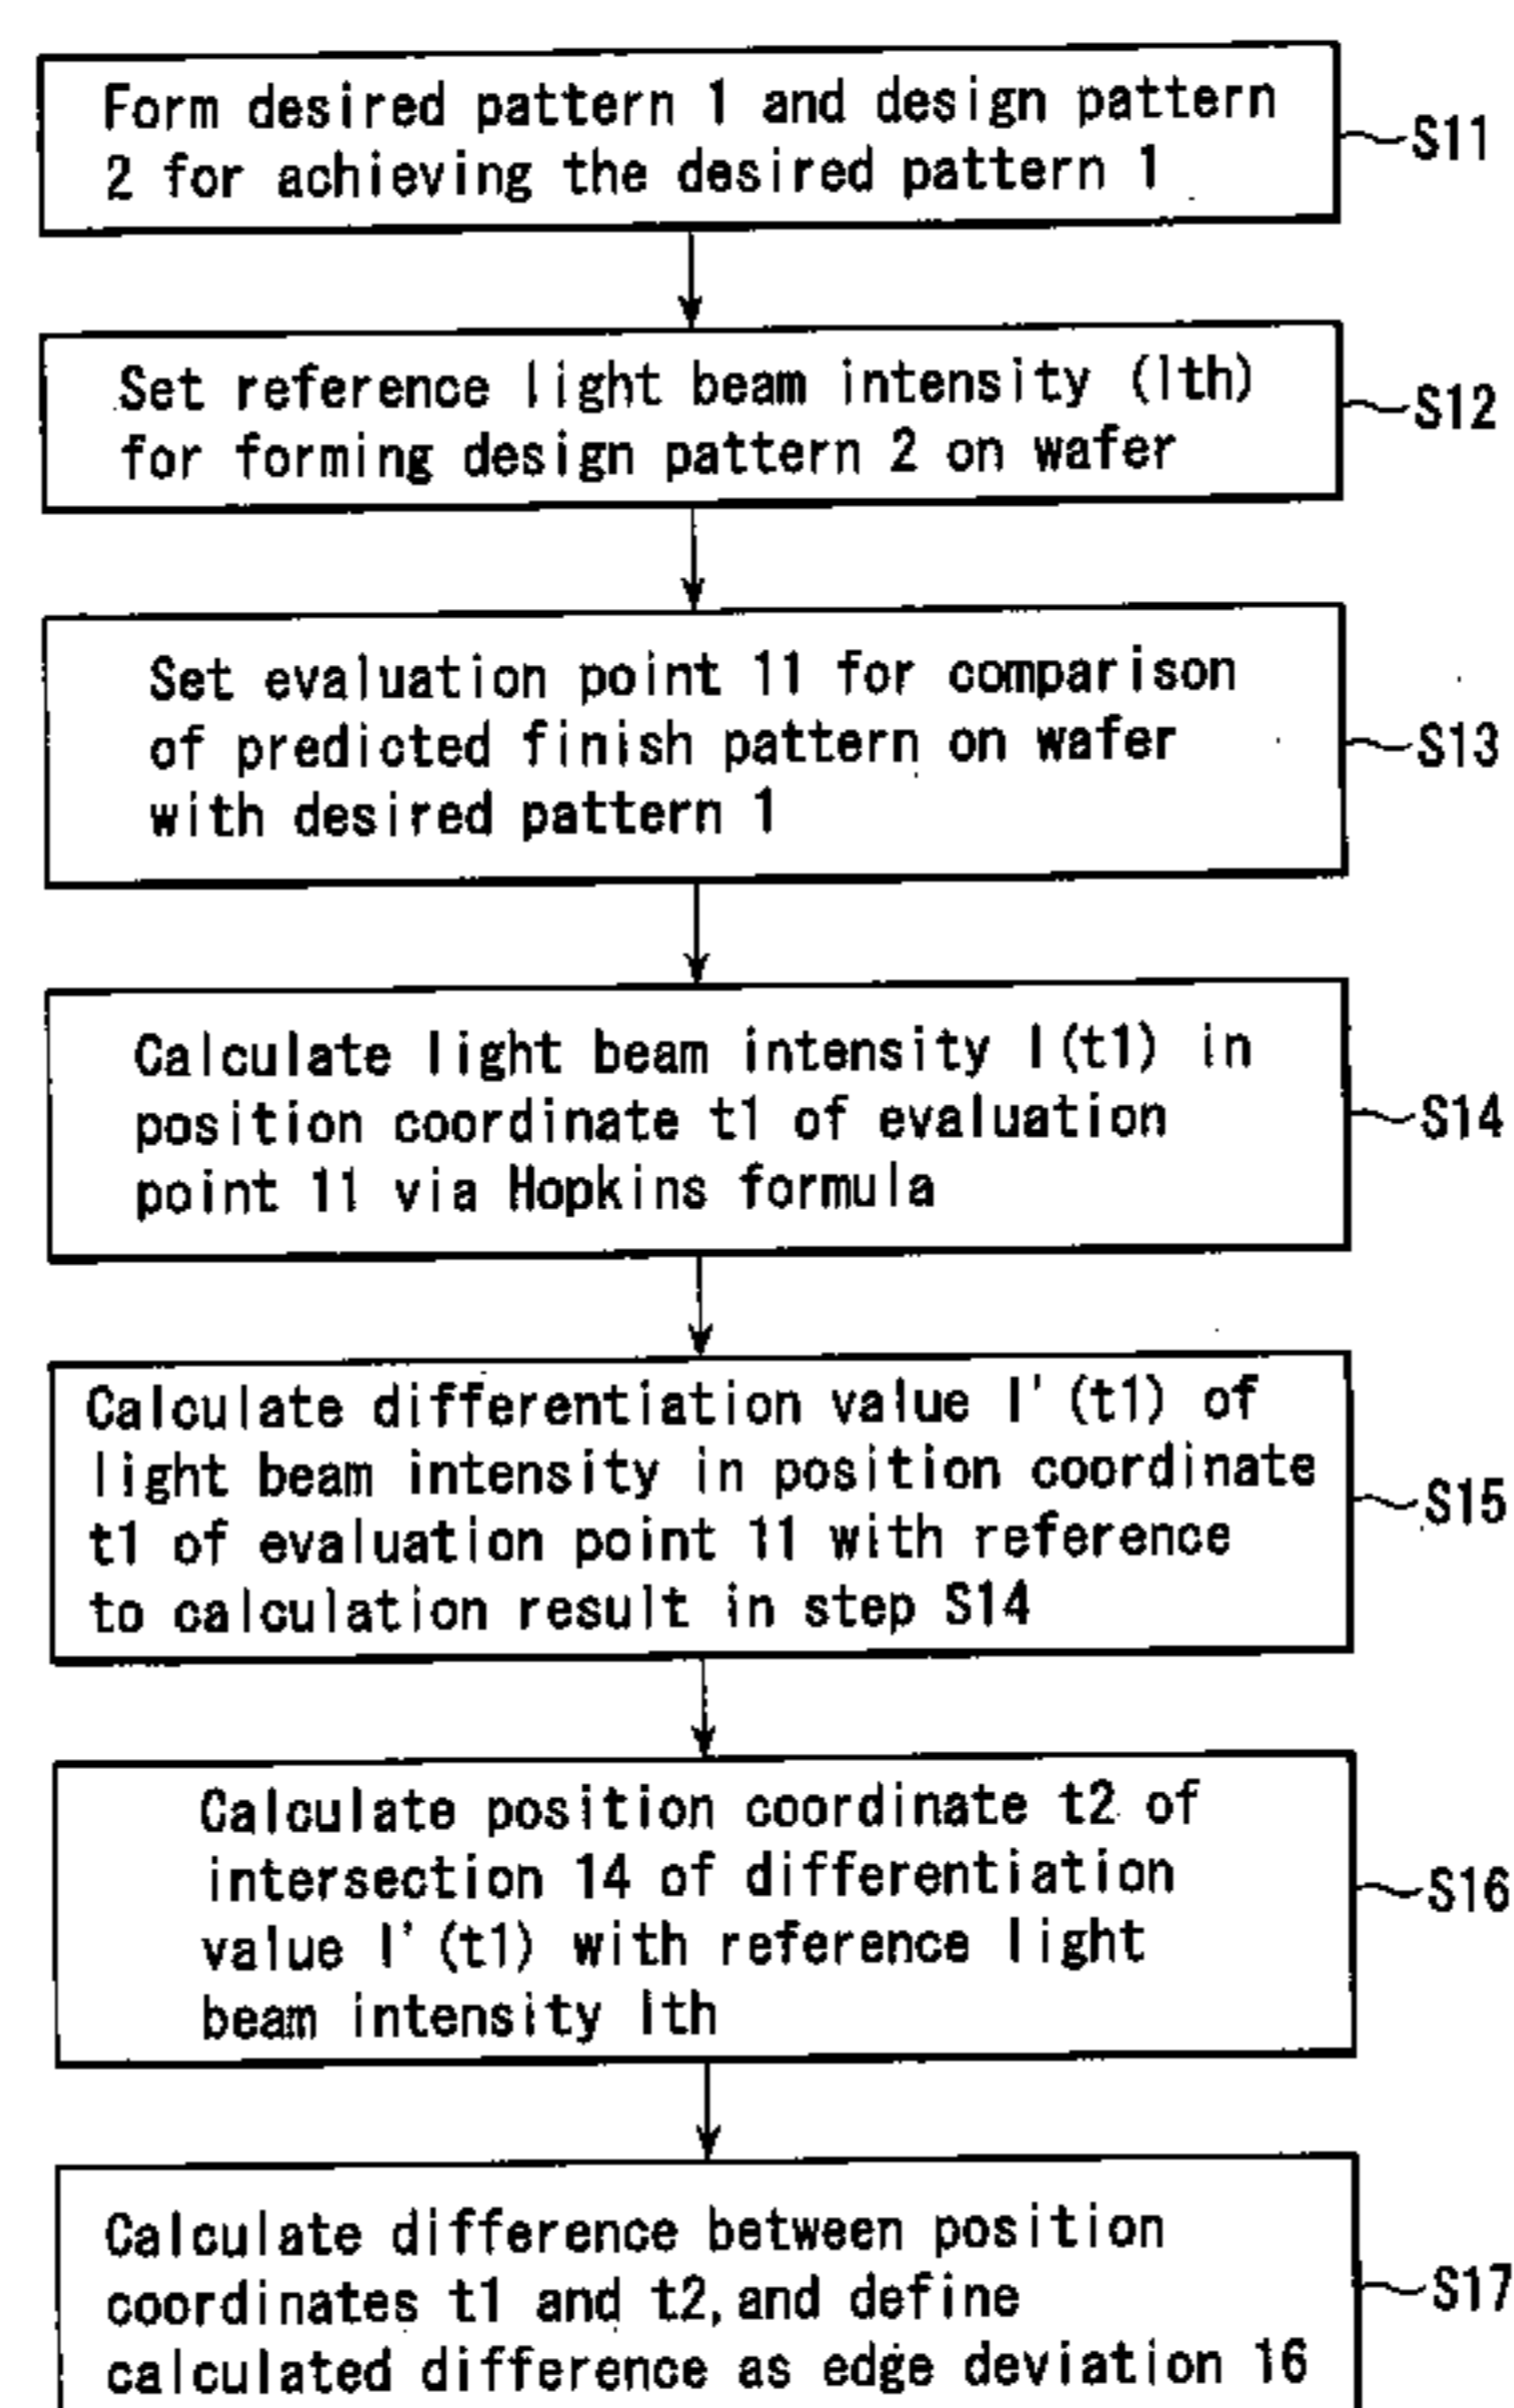 Form desired pattern 1 and design pattern
2 for achieving the desired pattern 1
S11
Set reference light beam intensity (Ith)
for forming design pattern 2 on wafer
S12
Set evaluation point 11 for comparison
of predicted finish pattern on wafer
with desired pattern 1
S13
Calculate light beam intensity I(t1) in
position coordinate t1 of evaluation
point 11 via Hopkins formula
S14
Calculate differentiation value I'(t1) of
light beam intensity in position coordinate
t1 of evaluation point 11 with reference
to calculation result in step S14
S15
Calculate position coordinate t2 of
intersection 14 of differentiation
value I'(t1) with reference light
beam intensity Ith
S16
Calculate difference between position
coordinates t1 and t2, and define
calculated difference as edge deviation 16
S17